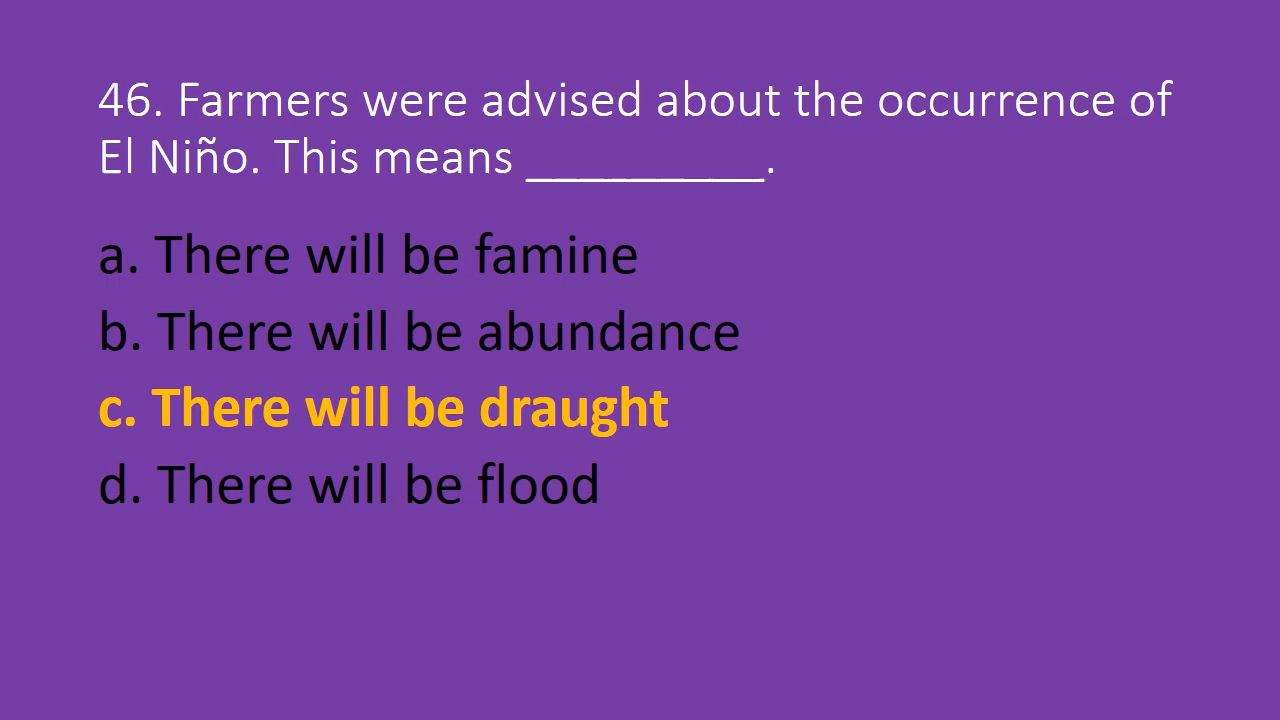 46. Farmers were advised about the occurrence of
El Niño. This means _________.
a. There will be famine
b. There will be abundance
c. There will be draught
d. There will be flood